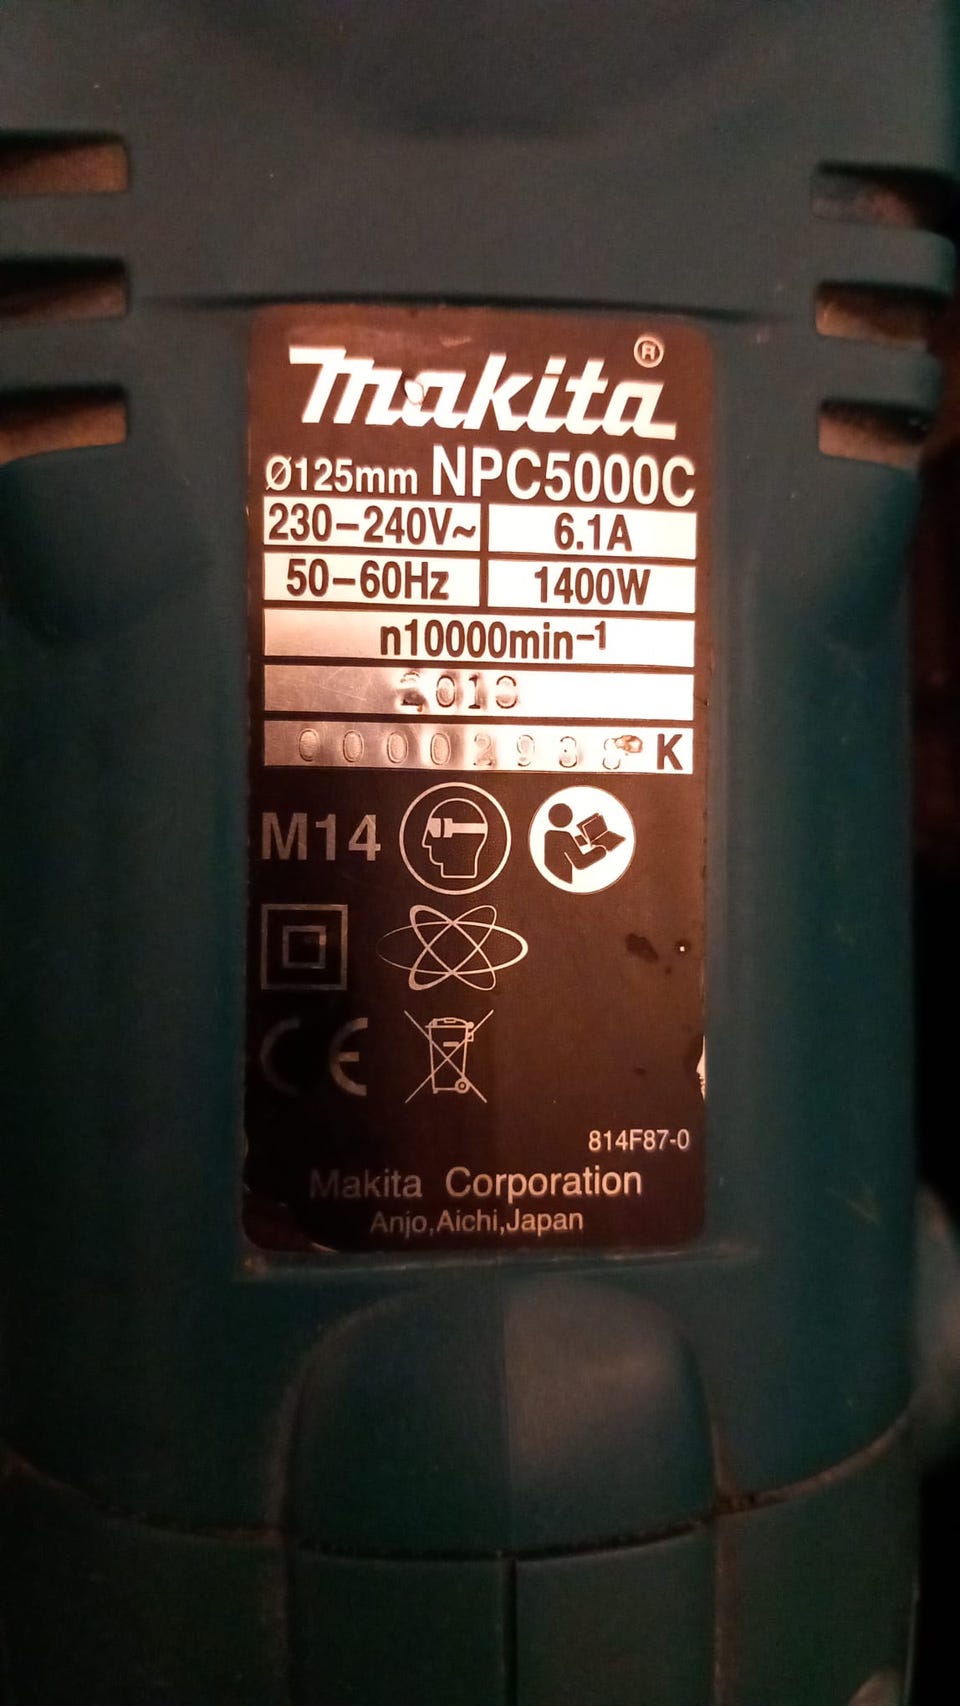 makita®
Ø125mm NPC5000C
230-240V~ 6.1A
50-60Hz 1400W
n10000min⁻¹
K
M14
CE
814F87-0
Makita Corporation
Anjo,Aichi,Japan